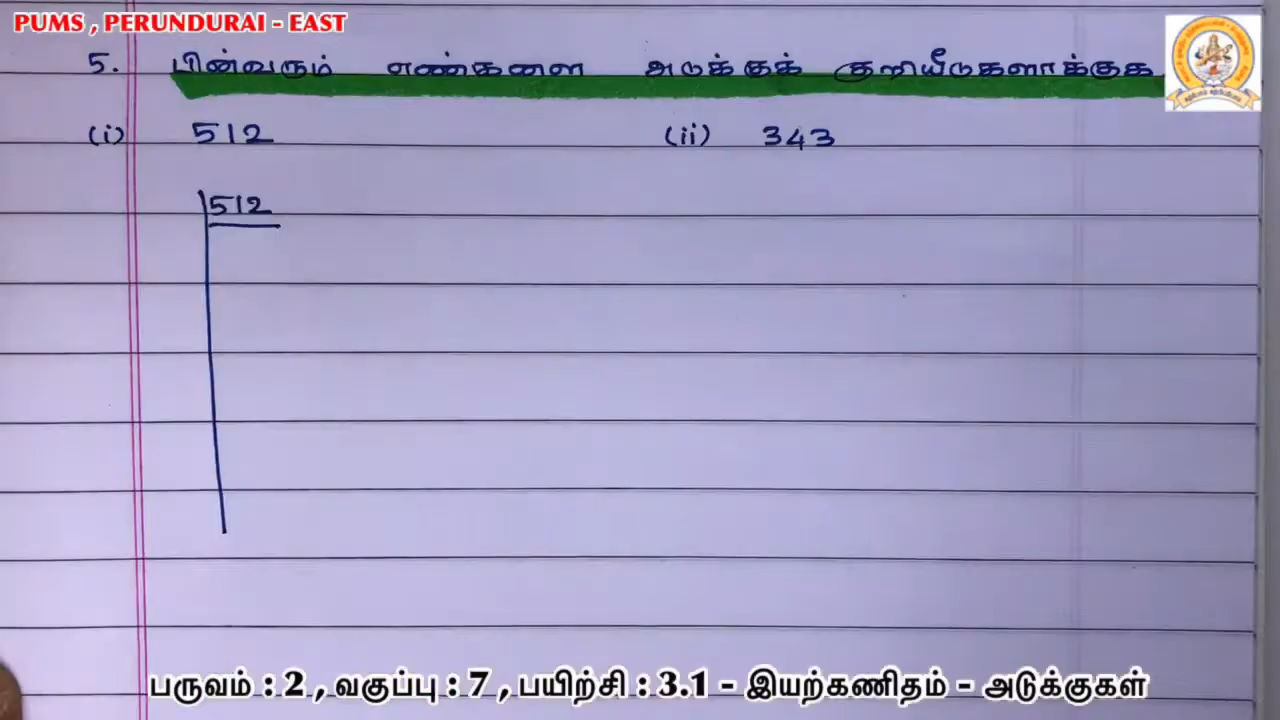 PUMS , PERUNDURAI - EAST
5. பின்வரும் எண்களை அடுக்குக் குறியீடுகளாக்குக
(i) 512 (ii) 343
512
பருவம் : 2 , வகுப்பு : 7 , பயிற்சி : 3.1 - இயற்கணிதம் - அடுக்குகள்